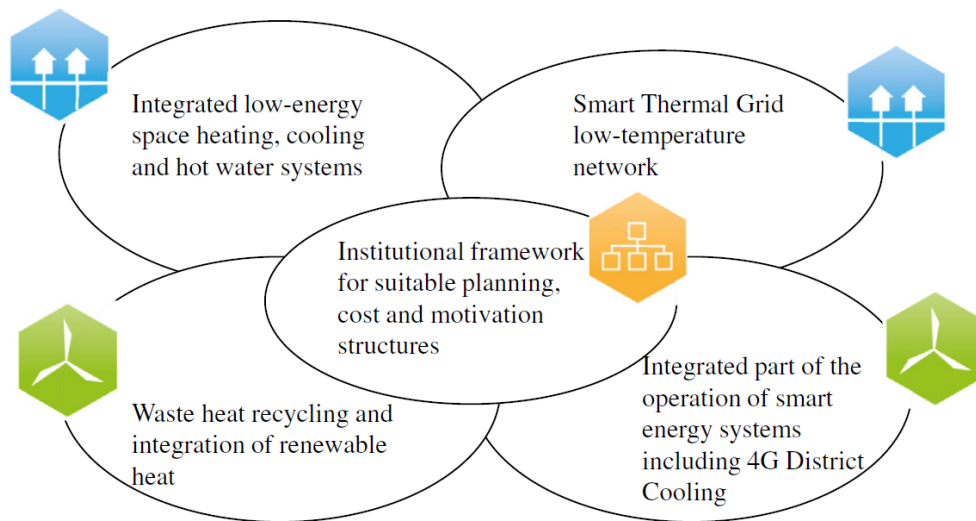 Integrated low-energy
space heating, cooling
and hot water systems
Smart Thermal Grid
low-temperature
network
Institutional framework
for suitable planning,
cost and motivation
structures
Waste heat recycling and
integration of renewable
heat
Integrated part of the
operation of smart
energy systems
including 4G District
Cooling